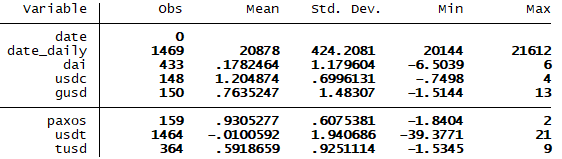 Variable Obs Mean Std. Dev. Min Max
date 0
date_daily 1469 20878 424.2081 20144 21612
dai 433 .1782464 1.179604 -6.5039 6
usdc 148 1.204874 .6996131 -.7498 4
gusd 150 .7635247 1.48307 -1.5144 13
paxos 159 .9305277 .6075381 -1.8404 2
usdt 1464 -.0100592 1.940686 -39.3771 21
tusd 364 .5918659 .9251114 -1.5345 9